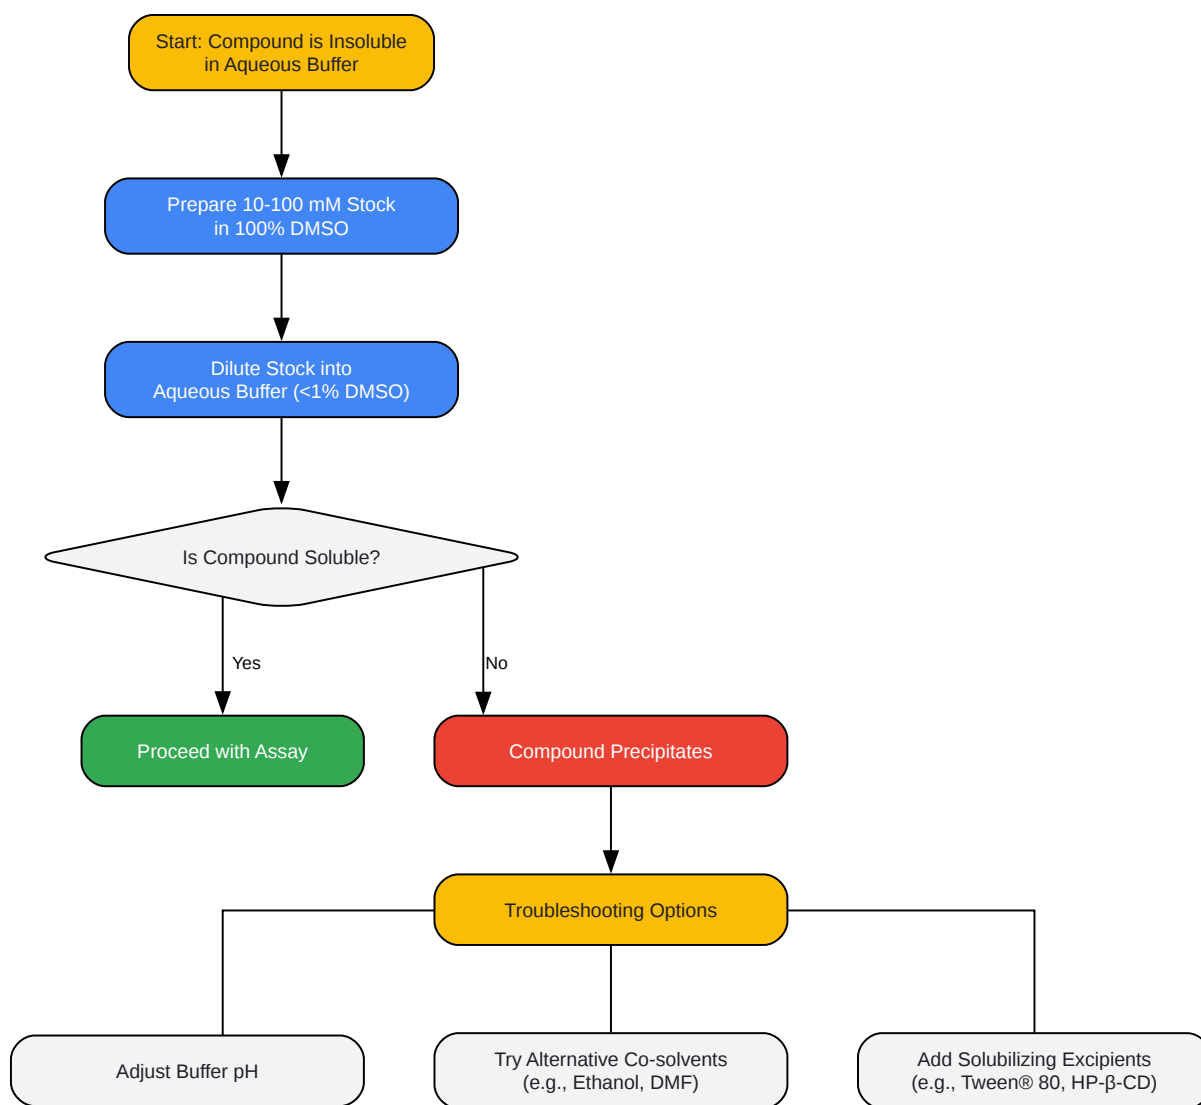 Start: Compound is Insoluble
in Aqueous Buffer
Prepare 10-100 mM Stock
in 100% DMSO
Dilute Stock into
Aqueous Buffer (<1% DMSO)
Is Compound Soluble?
Yes
No
Proceed with Assay
Compound Precipitates
Troubleshooting Options
Adjust Buffer pH
Try Alternative Co-solvents
(e.g., Ethanol, DMF)
Add Solubilizing Excipients
(e.g., Tween® 80, HP-β-CD)